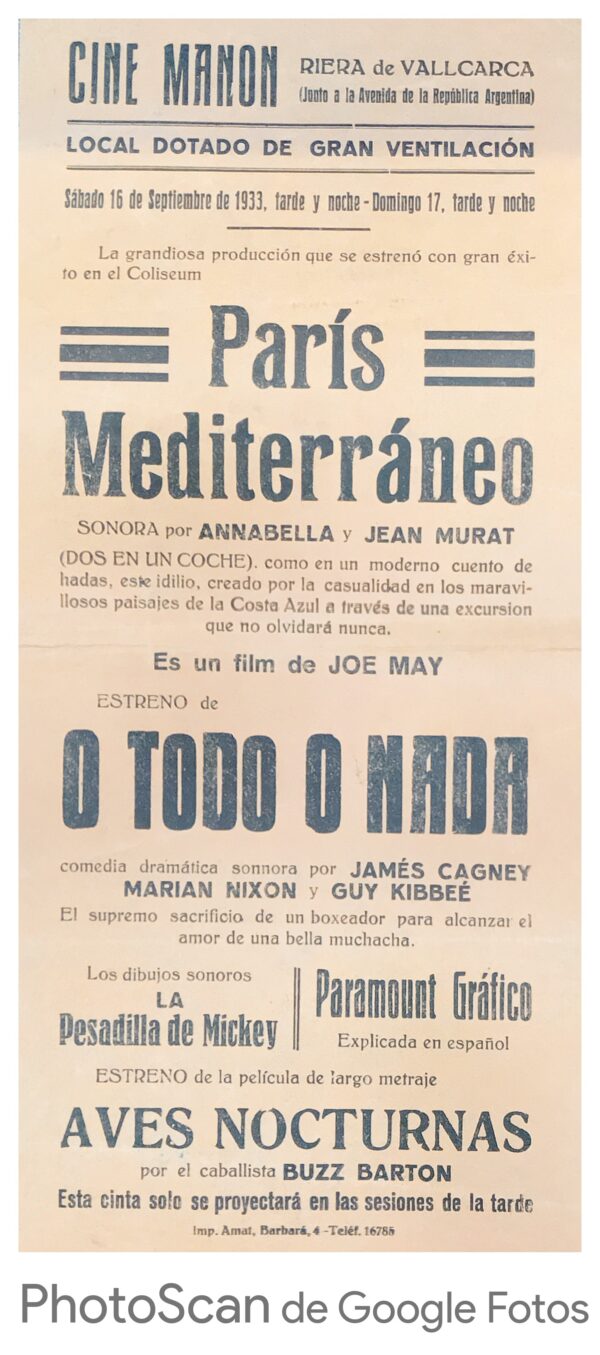 CINE MANON
RIERA de VALLCARCA
(Junto a la Avenida de la República Argentina)
LOCAL DOTADO DE GRAN VENTILACIÓN
Sábado 16 de Septiembre de 1933, tarde y noche - Domingo 17, tarde y noche
La grandiosa producción que se estrenó con gran éxi-
to en el Coliseum
París
Mediterráneo
SONORA por ANNABELLA y JEAN MURAT
(DOS EN UN COCHE). como en un moderno cuento de
hadas, este idilio, creado por la casualidad en los maravi-
llosos paisajes de la Costa Azul a través de una excursion
que no olvidará nunca.
Es un film de JOE MAY
ESTRENO de
O TODO O NADA
comedia dramática sonnora por JAMÉS CAGNEY
MARIAN NIXON y GUY KIBBEÉ
El supremo sacrificio de un boxeador para alcanzar el
amor de una bella muchacha.
Los dibujos sonoros
LA
Pesadilla de Mickey
Paramount Gráfico
Explicada en español
ESTRENO de la película de largo metraje
AVES NOCTURNAS
por el caballista BUZZ BARTON
Esta cinta solo se proyectará en las sesiones de la tarde
Imp. Amat, Barbará, 4 -Teléf. 16785
PhotoScan de Google Fotos